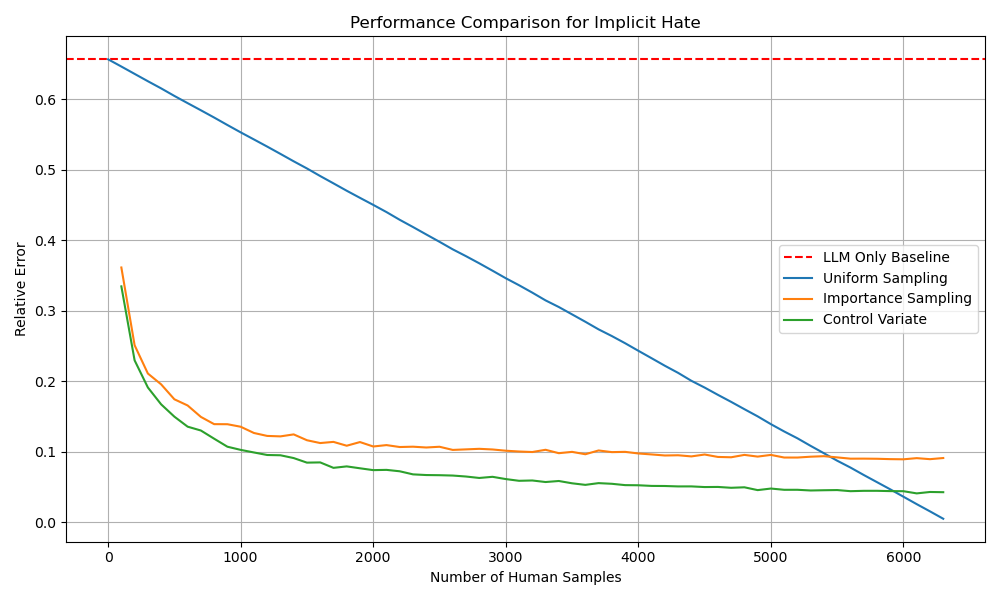 Performance Comparison for Implicit Hate
Relative Error
0.6
0.5
0.4
0.3
0.2
0.1
0.0
LLM Only Baseline
Uniform Sampling
Importance Sampling
Control Variate
0 1000 2000 3000 4000 5000 6000
Number of Human Samples